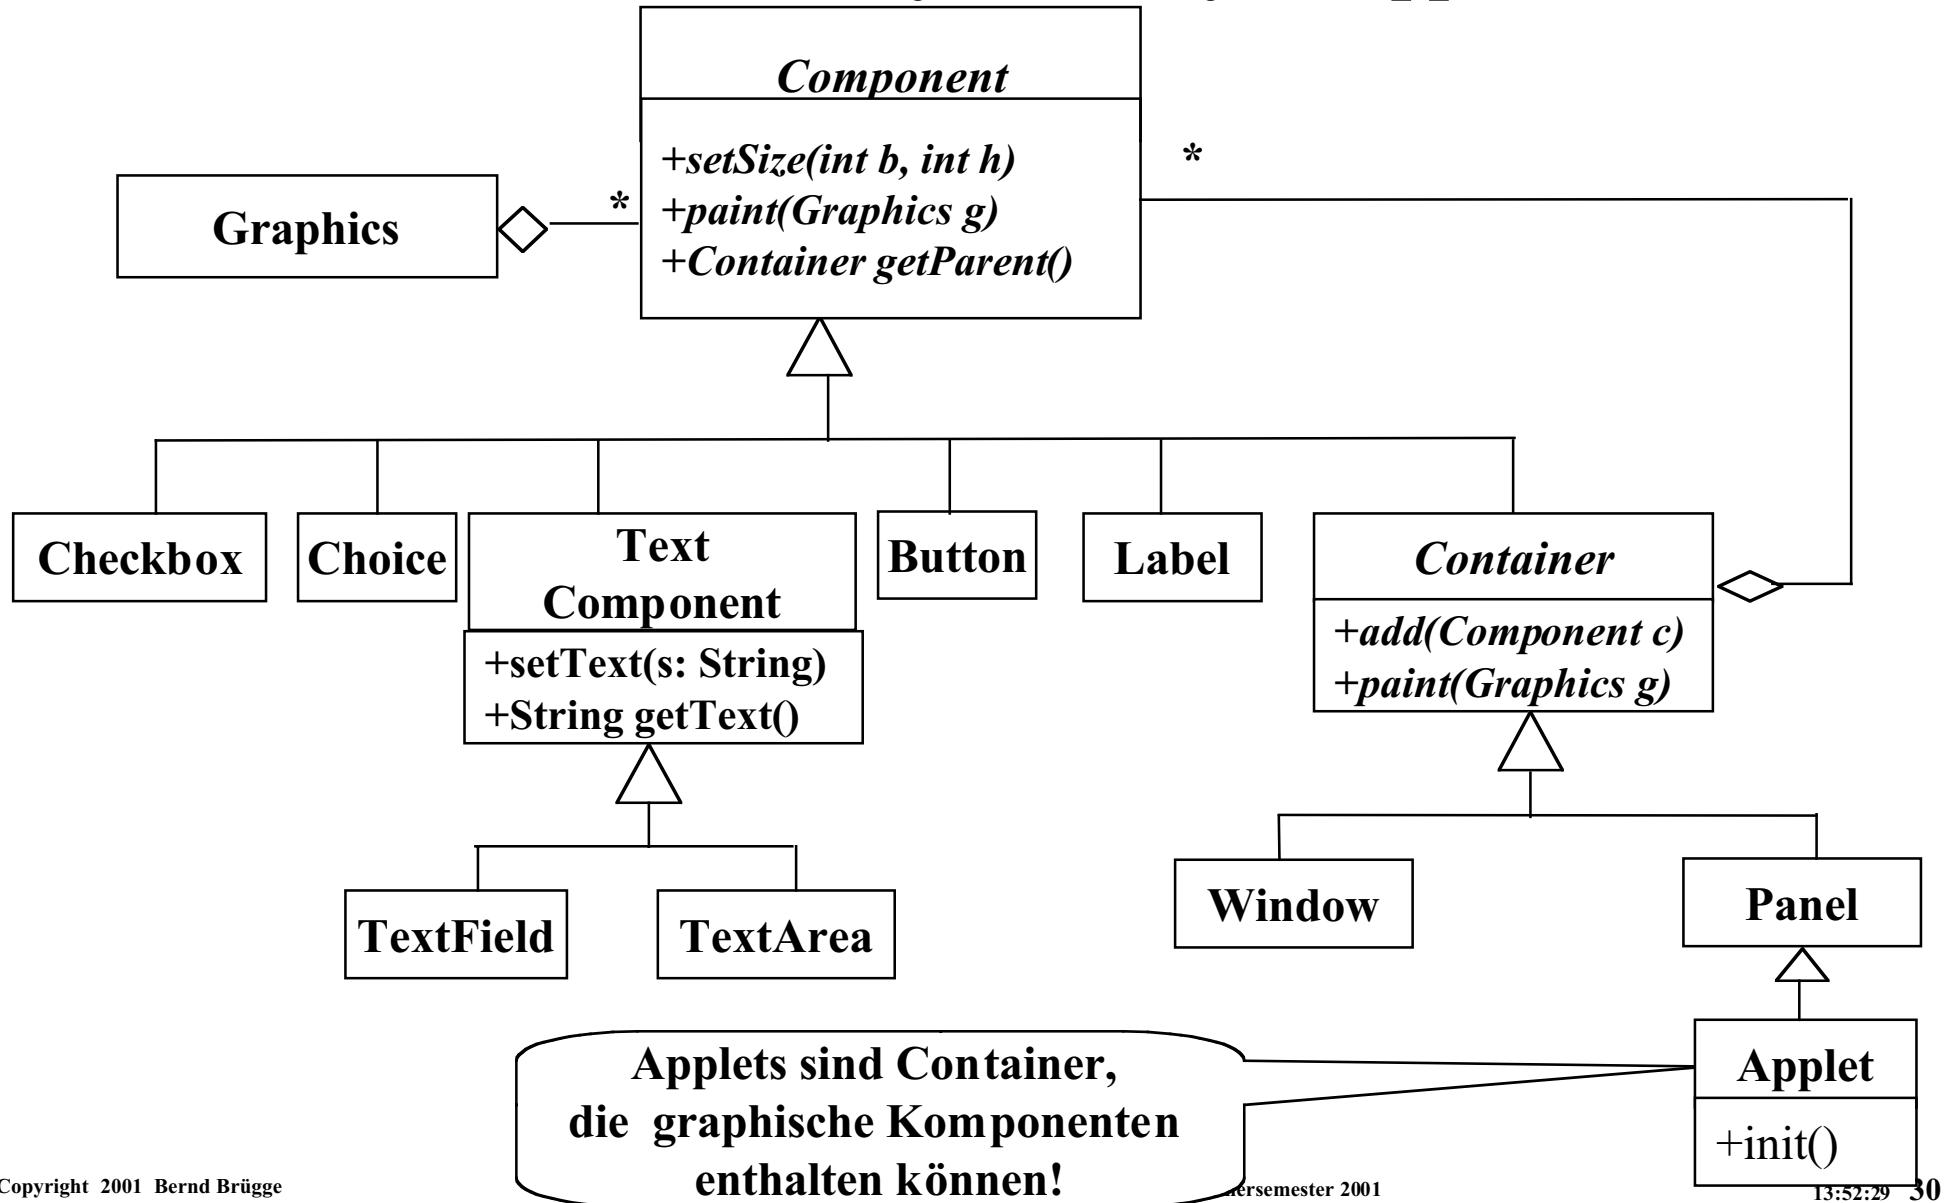 Component
+setSize(int b, int h)
+paint(Graphics g)
+Container getParent()
*
*
Graphics
Checkbox
Choice
Text
Component
+setText(s: String)
+String getText()
Button
Label
Container
+add(Component c)
+paint(Graphics g)
TextField
TextArea
Window
Panel
Applet
+init()
Applets sind Container,
die graphische Komponenten
enthalten können!
Copyright 2001 Bernd Brügge
2001
13:52:29 30